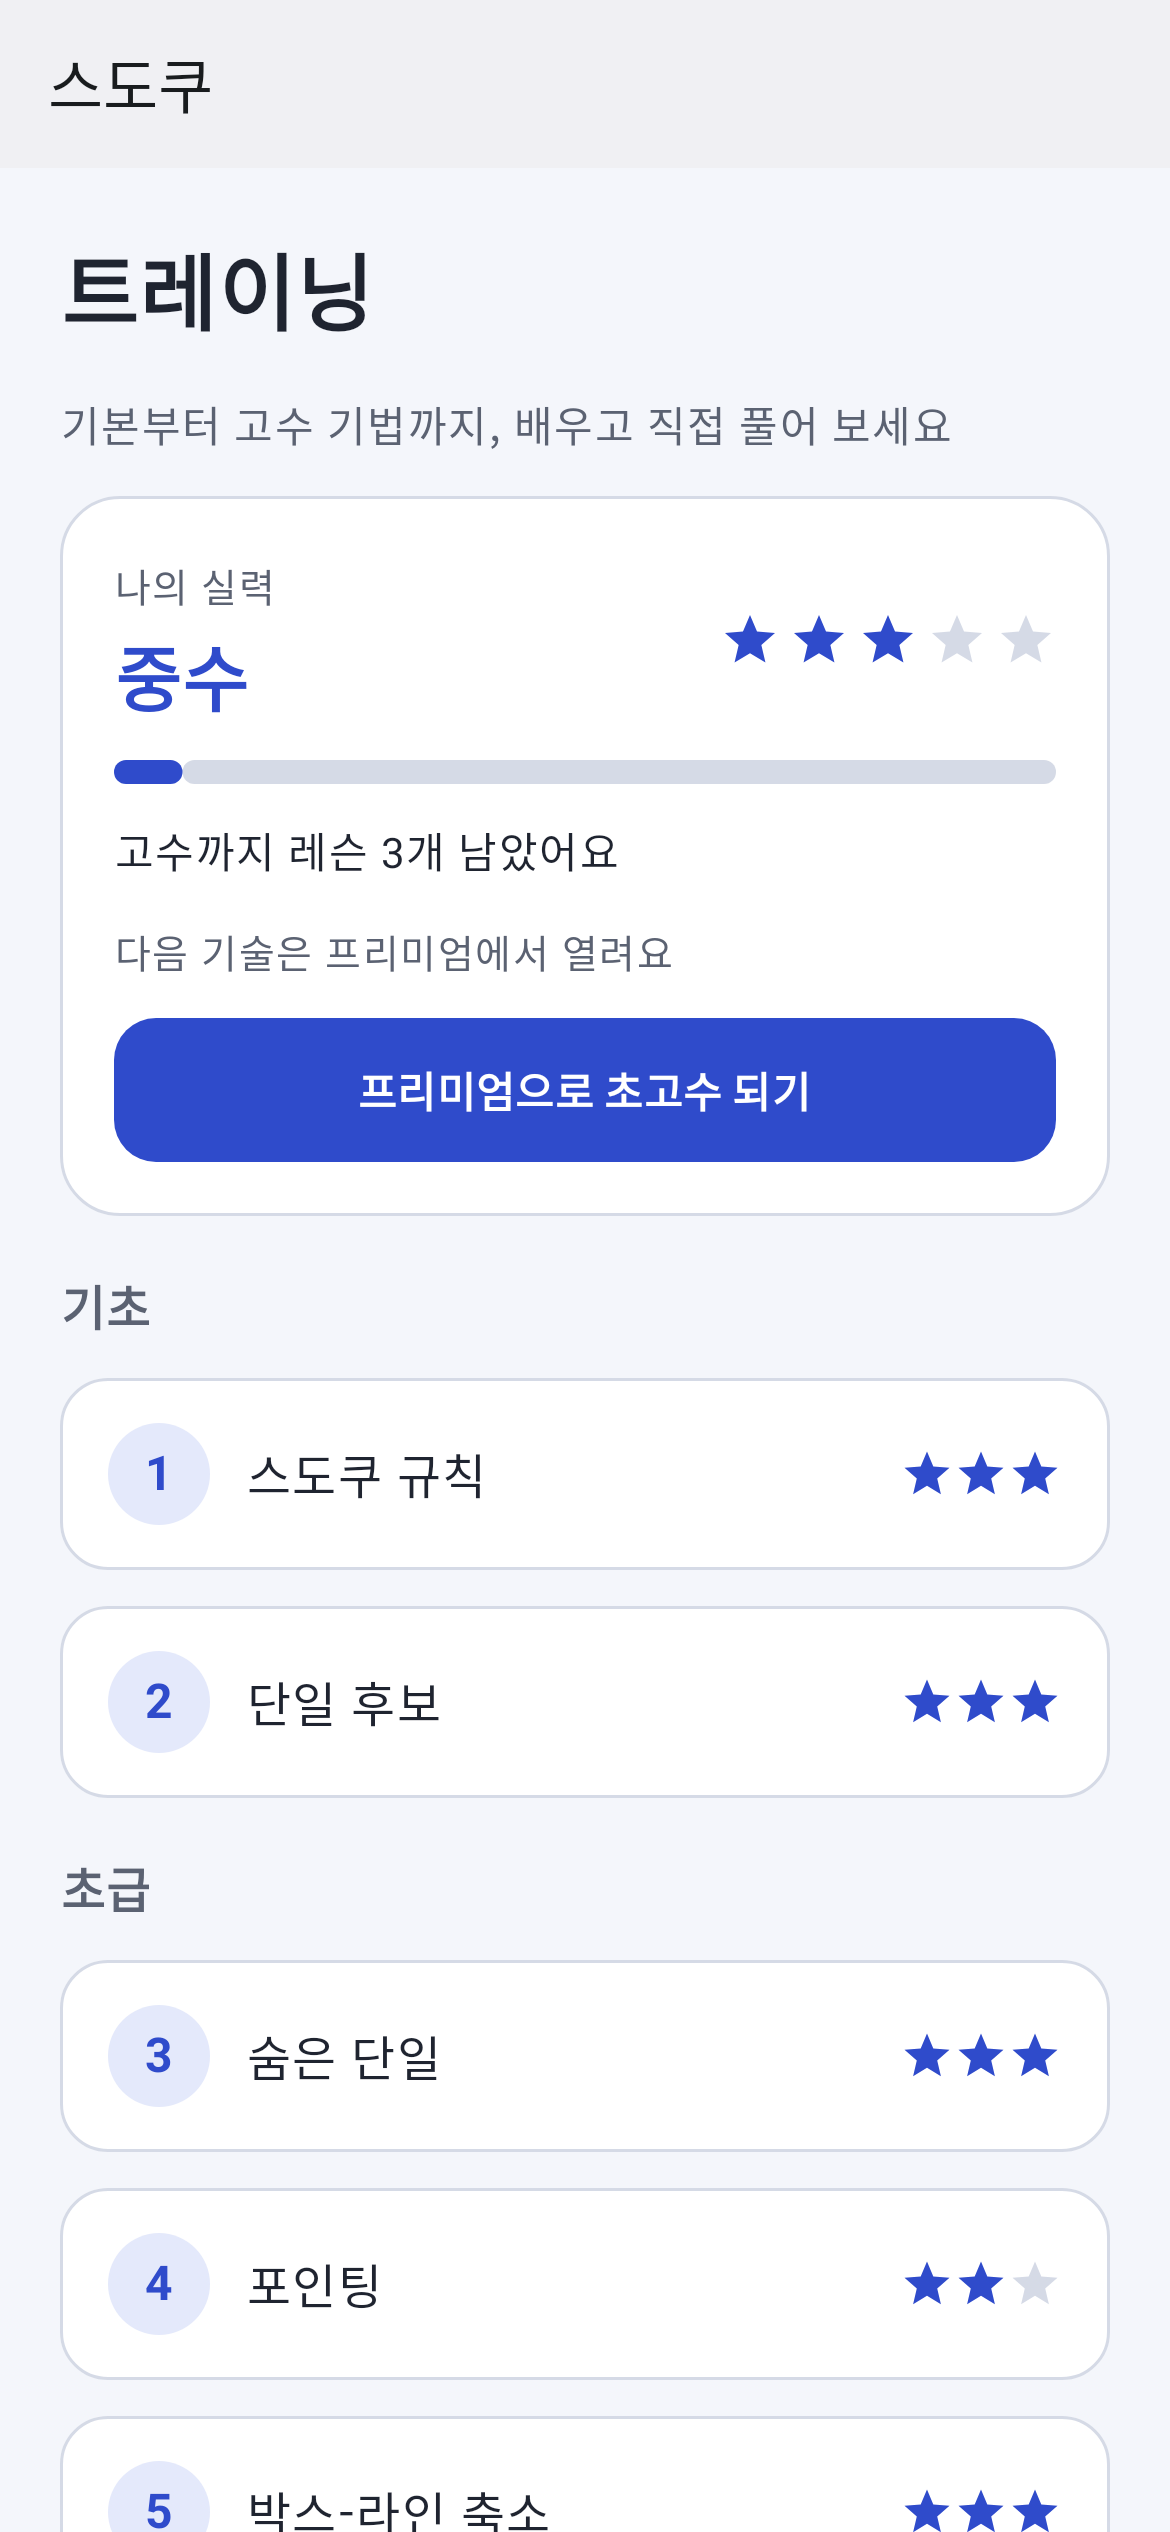 스도쿠
트레이닝
기본부터 고수 기법까지, 배우고 직접 풀어 보세요
나의 실력
중수
고수까지 레슨 3개 남았어요
다음 기술은 프리미엄에서 열려요
프리미엄으로 초고수 되기
기초
1 스도쿠 규칙
2 단일 후보
초급
3 숨은 단일
4 포인팅
5 박스-라인 축소